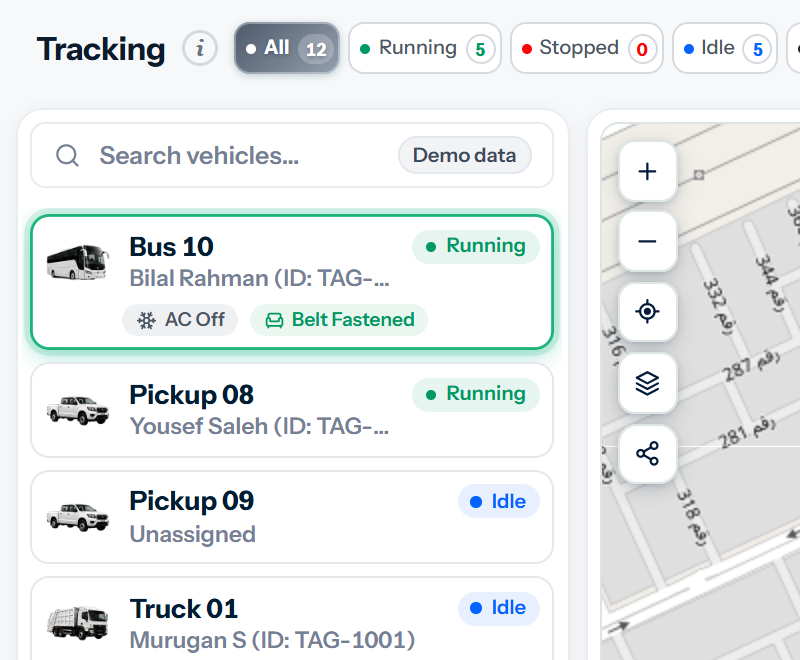 Tracking
i
All 12
Running 5
Stopped 0
Idle 5
Search vehicles...
Demo data
Bus 10
Running
Bilal Rahman (ID: TAG-...
AC Off
Belt Fastened
Pickup 08
Running
Yousef Saleh (ID: TAG-...
Pickup 09
Idle
Unassigned
Truck 01
Idle
Murugan S (ID: TAG-1001)
332 رقم
344 رقم
316
287 رقم
281 رقم
318 رقم